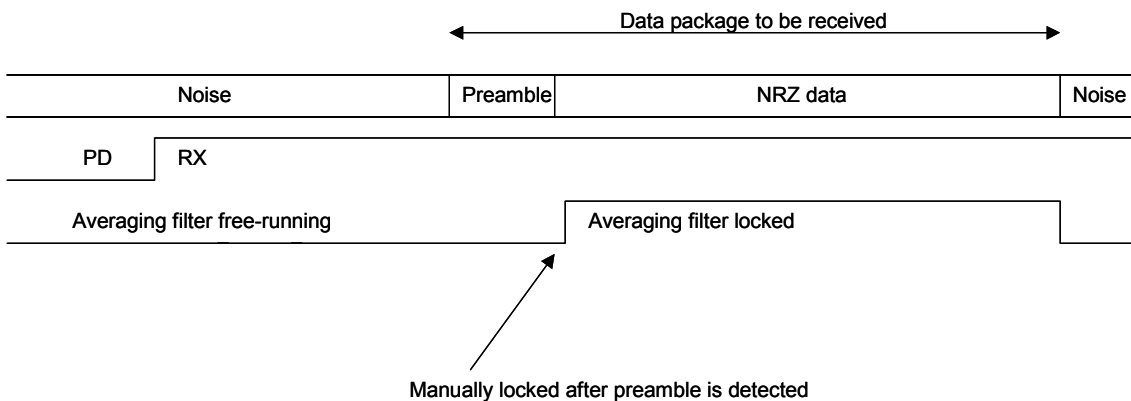 Data package to be received
Noise
Preamble
NRZ data
Noise
PD
RX
Averaging filter free-running
Averaging filter locked
Manually locked after preamble is detected